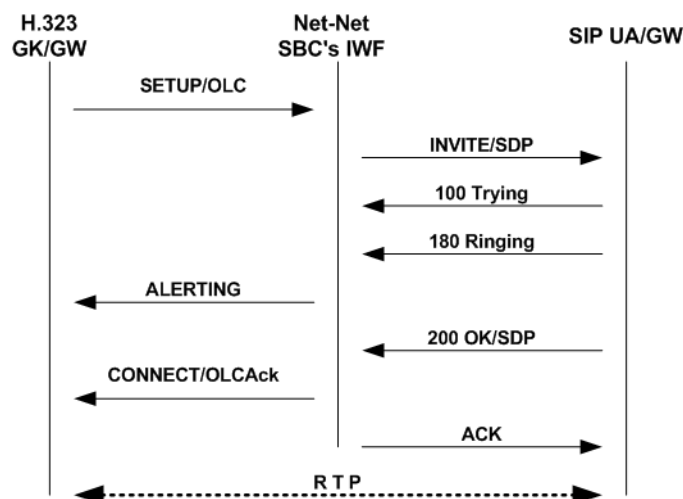 H.323
GK/GW
Net-Net
SBC's IWF
SIP UA/GW
SETUP/OLC
INVITE/SDP
100 Trying
180 Ringing
ALERTING
200 OK/SDP
CONNECT/OLCAck
ACK
R T P